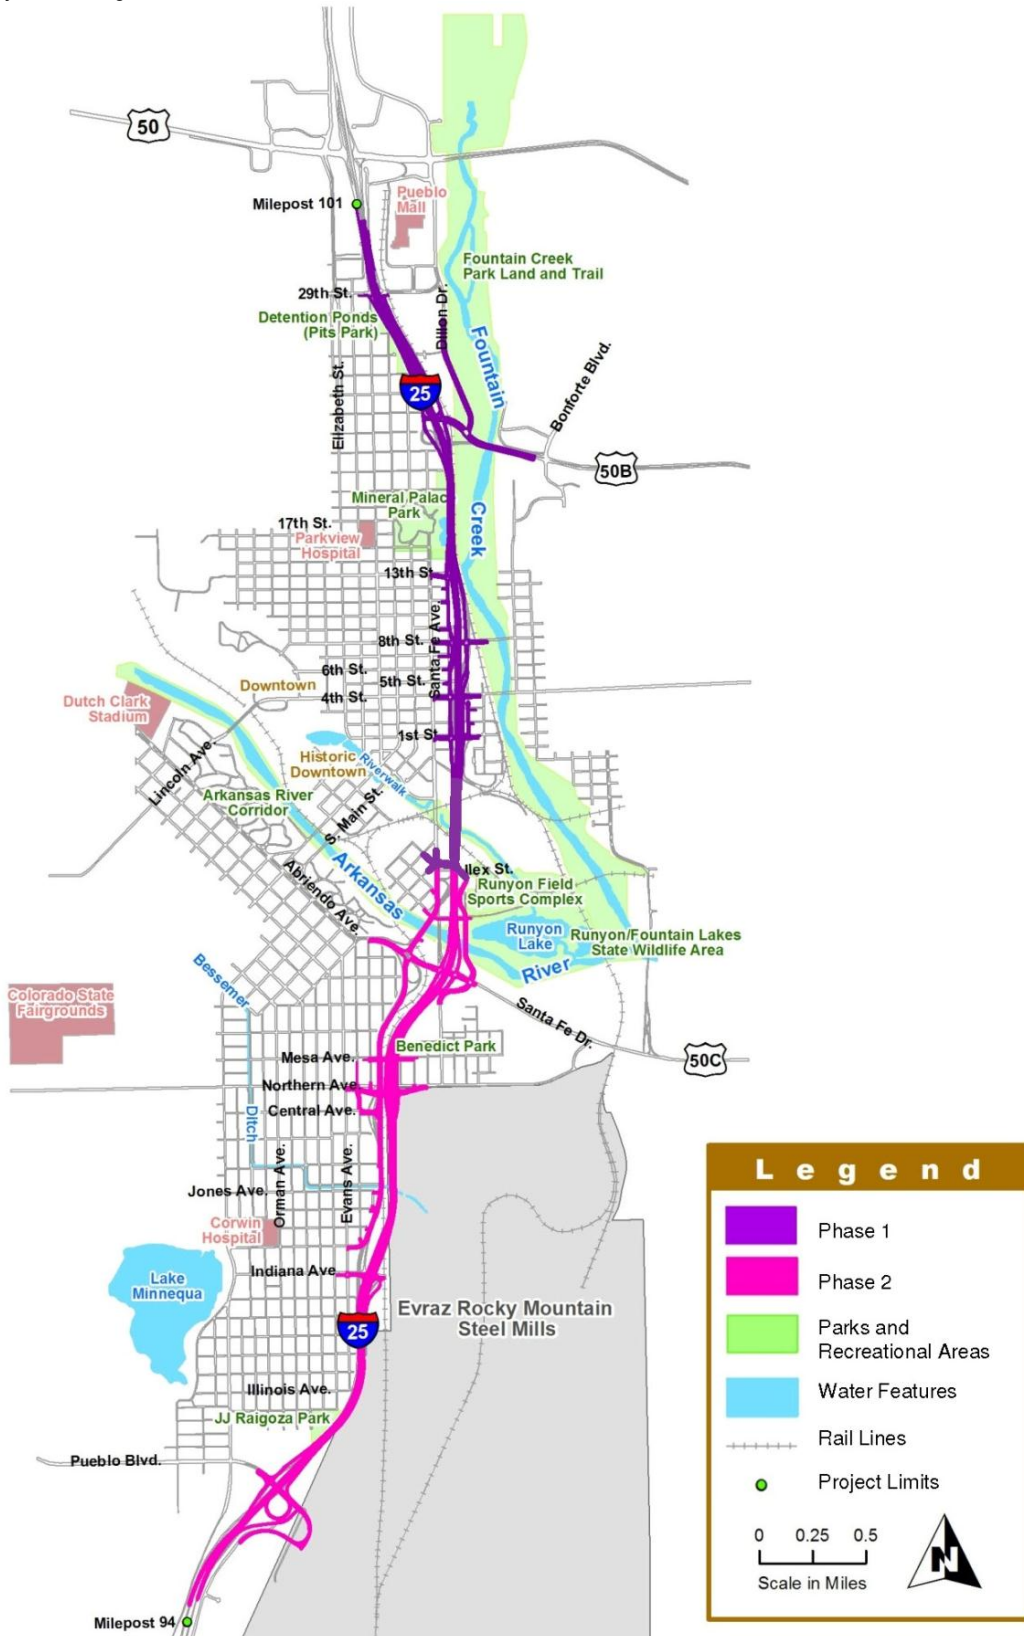 50
Milepost 101
Pueblo
Mall
Fountain Creek
Park Land and Trail
29th St.
Dillon Dr.
Detention Ponds
(Pits Park)
Fountain
Creek
Elizabeth St.
25
Bonforte Blvd.
50B
Mineral Palac
Park
17th St.
Parkview
Hospital
13th St
Santa Fe Ave.
8th St.
6th St.
5th St.
4th St.
1st St
Downtown
Dutch Clark
Stadium
Lincoln Ave.
Historic
Downtown
Riverwalk
Arkansas River
Corridor
S. Main St.
Arkansas
River
Abriendo Ave.
Ilex St.
Runyon Field
Sports Complex
Runyon
Lake
Runyon/Fountain Lakes
State Wildlife Area
Bessemer
Ditch
Colorado State
Fairgrounds
Santa Fe Dr.
50C
Benedict Park
Mesa Ave.
Northern Ave.
Central Ave.
Orman Ave.
Evans Ave.
Jones Ave.
Corwin
Hospital
Indiana Ave
Lake
Minnequa
Evraz Rocky Mountain
Steel Mills
25
Illinois Ave.
JJ Raigoza Park
Pueblo Blvd.
Milepost 94
Legend
Phase 1
Phase 2
Parks and
Recreational Areas
Water Features
Rail Lines
Project Limits
0 0.25 0.5
Scale in Miles
N